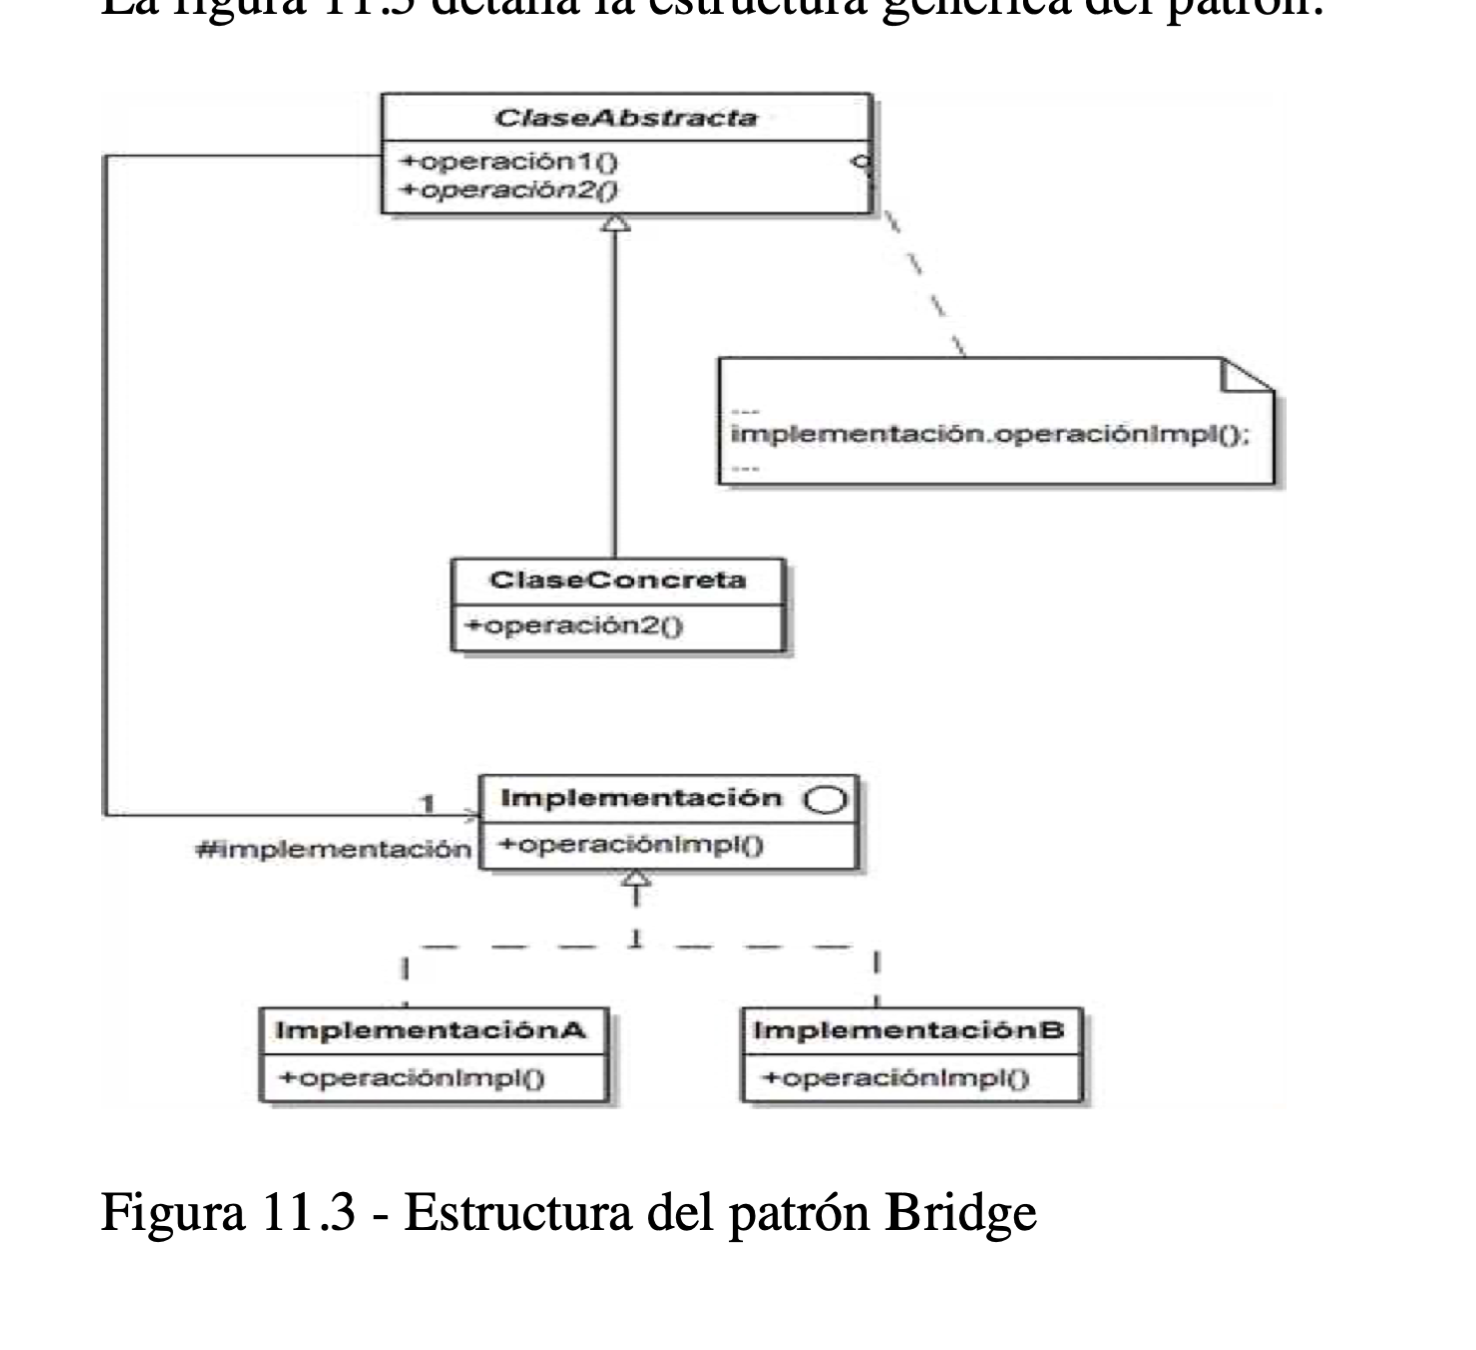 La figura 11.3 detalla la estructura genérica del patrón.
ClaseAbstracta
+operación1()
+operación2()
...
implementación.operaciónImpl();
...
ClaseConcreta
+operación2()
1
#implementación
Implementación
+operaciónImpl()
ImplementaciónA
+operaciónImpl()
ImplementaciónB
+operaciónImpl()
Figura 11.3 - Estructura del patrón Bridge